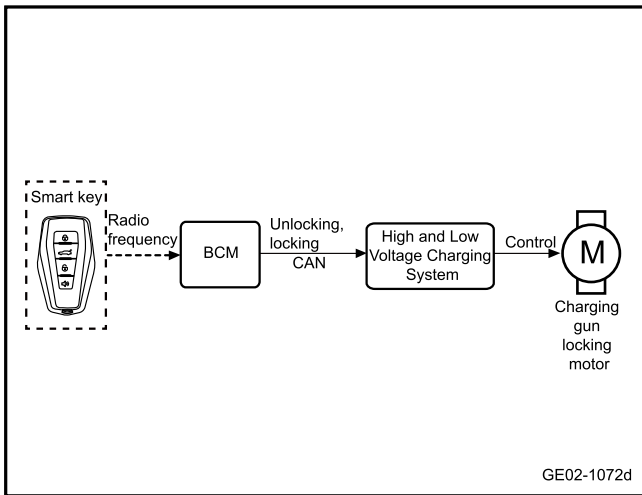 Smart key
Radio
frequency
BCM
Unlocking,
locking
CAN
High and Low
Voltage Charging
System
Control
M
Charging
gun
locking
motor
GE02-1072d